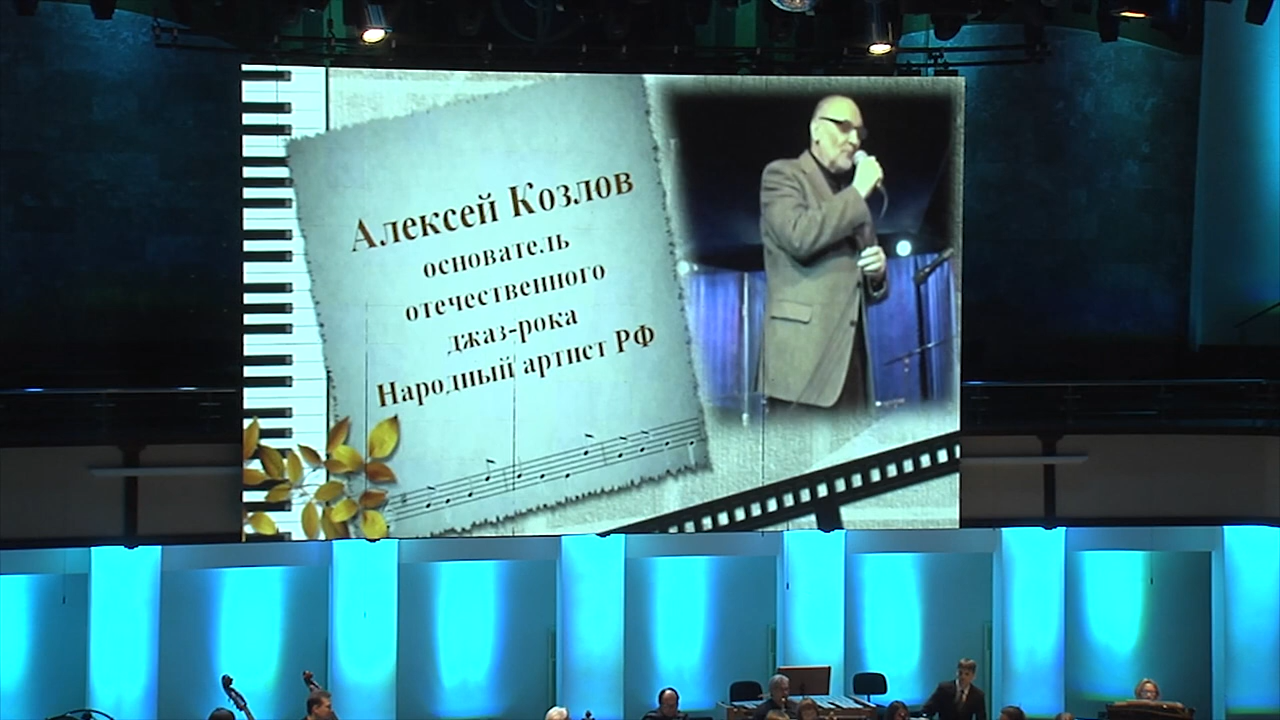 Алексей Козлов
основатель
отечественного
джаз-рока
Народный артист РФ